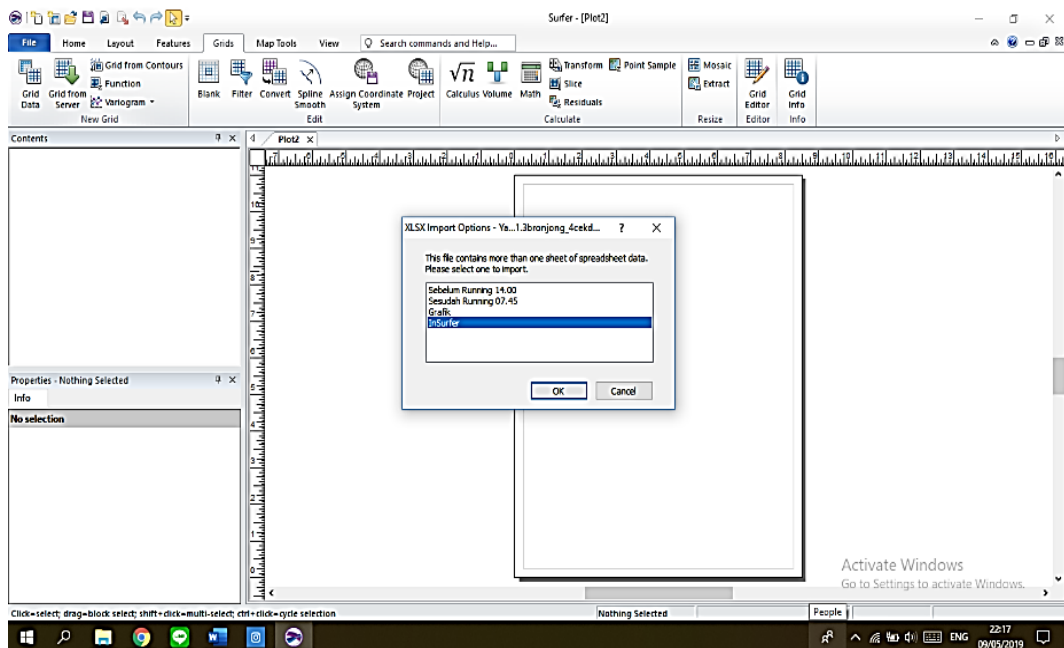 Surfer - [Plot2]
File Home Layout Features Grids Map Tools View Search commands and Help...
Grid Data
Grid from Server
Grid from Contours
Function
Variogram
New Grid
Blank Filter Convert Spline Smooth Assign Coordinate System Project
Edit
Calculus Volume Math
Transform Point Sample
Slice
Residuals
Calculate
Mosaic
Extract
Resize
Grid Editor
Editor
Grid Info
Info
Contents
Plot2
XLSX Import Options - Ya...1.3bronjong_4cekd... ?
This file contains more than one sheet of spreadsheet data.
Please select one to import.
Sebelum Running 14.00
Sesudah Running 07.45
Grafik
InSurfer
OK Cancel
Properties - Nothing Selected
Info
No selection
Activate Windows
Go to Settings to activate Windows.
Click=select; drag=block select; shift+click=multi-select; ctrl+click=cycle selection
Nothing Selected
People
ENG
22:17
09/05/2019